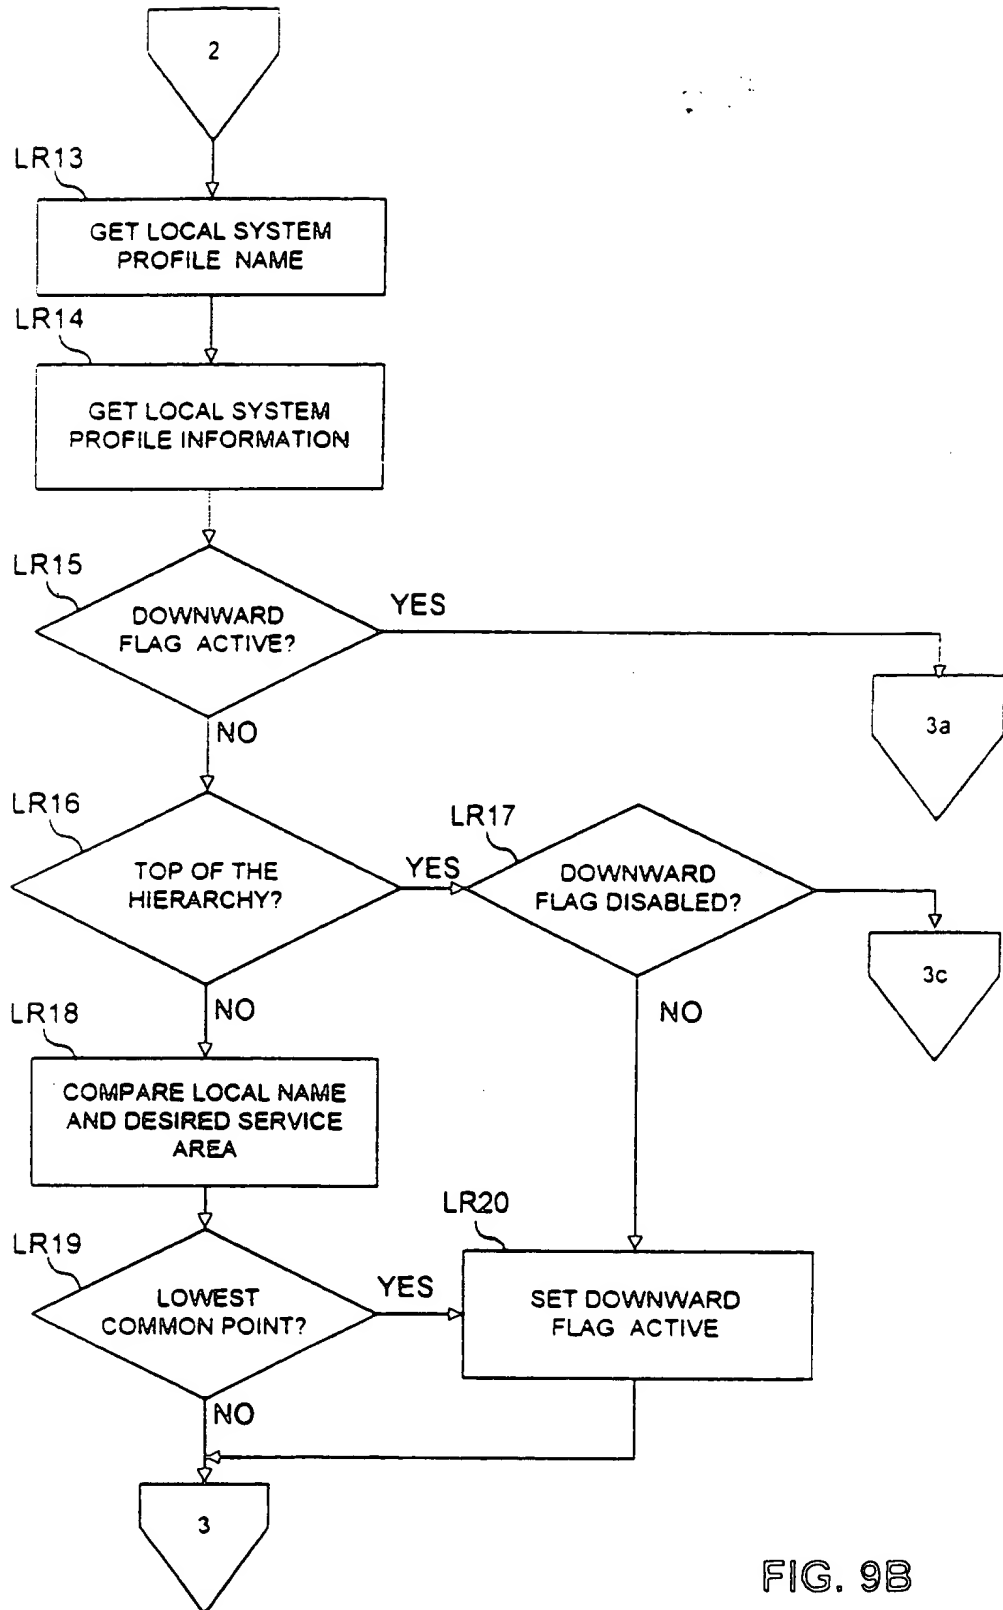 2
LR13
GET LOCAL SYSTEM
PROFILE NAME
LR14
GET LOCAL SYSTEM
PROFILE INFORMATION
LR15
DOWNWARD
FLAG ACTIVE?
YES
3a
NO
LR16
TOP OF THE
HIERARCHY?
YES
LR17
DOWNWARD
FLAG DISABLED?
3c
NO
NO
LR18
COMPARE LOCAL NAME
AND DESIRED SERVICE
AREA
LR19
LOWEST
COMMON POINT?
YES
LR20
SET DOWNWARD
FLAG ACTIVE
NO
3
FIG. 9B